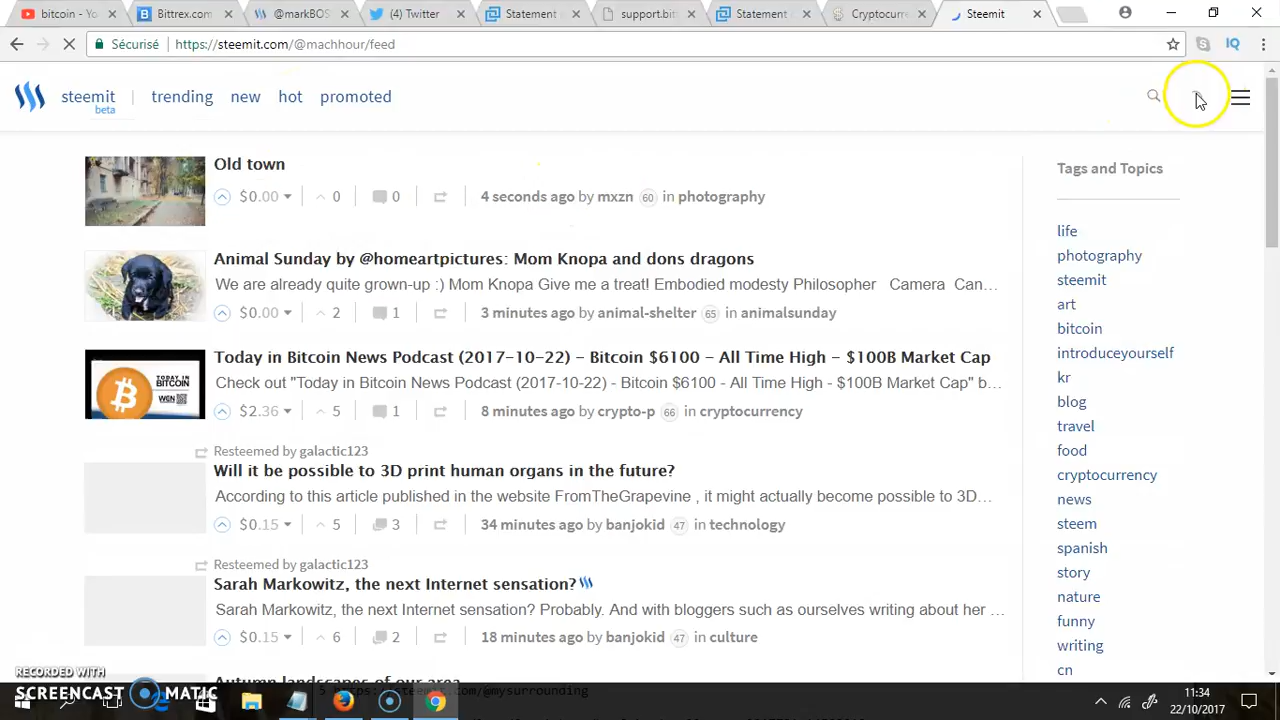 bitcoin - Yo
Bittrex.com
@markBOS
(4) Twitter
Statement
support.bit
Statement
Cryptocurre
Steemit
Sécurisé
https://steemit.com/@machhour/feed
steemit
beta
trending
new
hot
promoted
Old town
$0.00 0 0 4 seconds ago by mxzn 60 in photography
Animal Sunday by @homeartpictures: Mom Knopa and dons dragons
We are already quite grown-up :) Mom Knopa Give me a treat! Embodied modesty Philosopher Camera Can…
$0.00 2 1 3 minutes ago by animal-shelter 65 in animalsunday
TODAY IN
BITCOIN
Today in Bitcoin News Podcast (2017-10-22) - Bitcoin $6100 - All Time High - $100B Market Cap
Check out "Today in Bitcoin News Podcast (2017-10-22) - Bitcoin $6100 - All Time High - $100B Market Cap" b…
$2.36 5 1 8 minutes ago by crypto-p 66 in cryptocurrency
Resteemed by galactic123
Will it be possible to 3D print human organs in the future?
According to this article published in the website FromTheGrapevine , it might actually become possible to 3D…
$0.15 5 3 34 minutes ago by banjokid 47 in technology
Resteemed by galactic123
Sarah Markowitz, the next Internet sensation?
Sarah Markowitz, the next Internet sensation? Probably. And with bloggers such as ourselves writing about her …
$0.15 6 2 18 minutes ago by banjokid 47 in culture
Autumn landscapes of our area
Tags and Topics
life
photography
steemit
art
bitcoin
introduceyourself
kr
blog
travel
food
cryptocurrency
news
steem
spanish
story
nature
funny
writing
cn
RECORDED WITH
SCREENCAST MATIC
5 https://steemit.com/@mysurrounding
11:34
22/10/2017